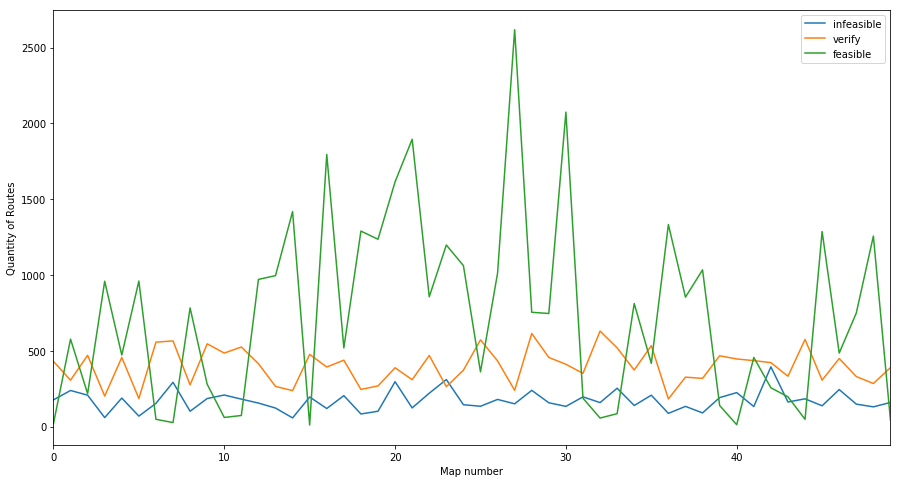 infeasible
verify
feasible
2500
2000
1500
1000
500
0
Quantity of Routes
0 10 20 30 40
Map number